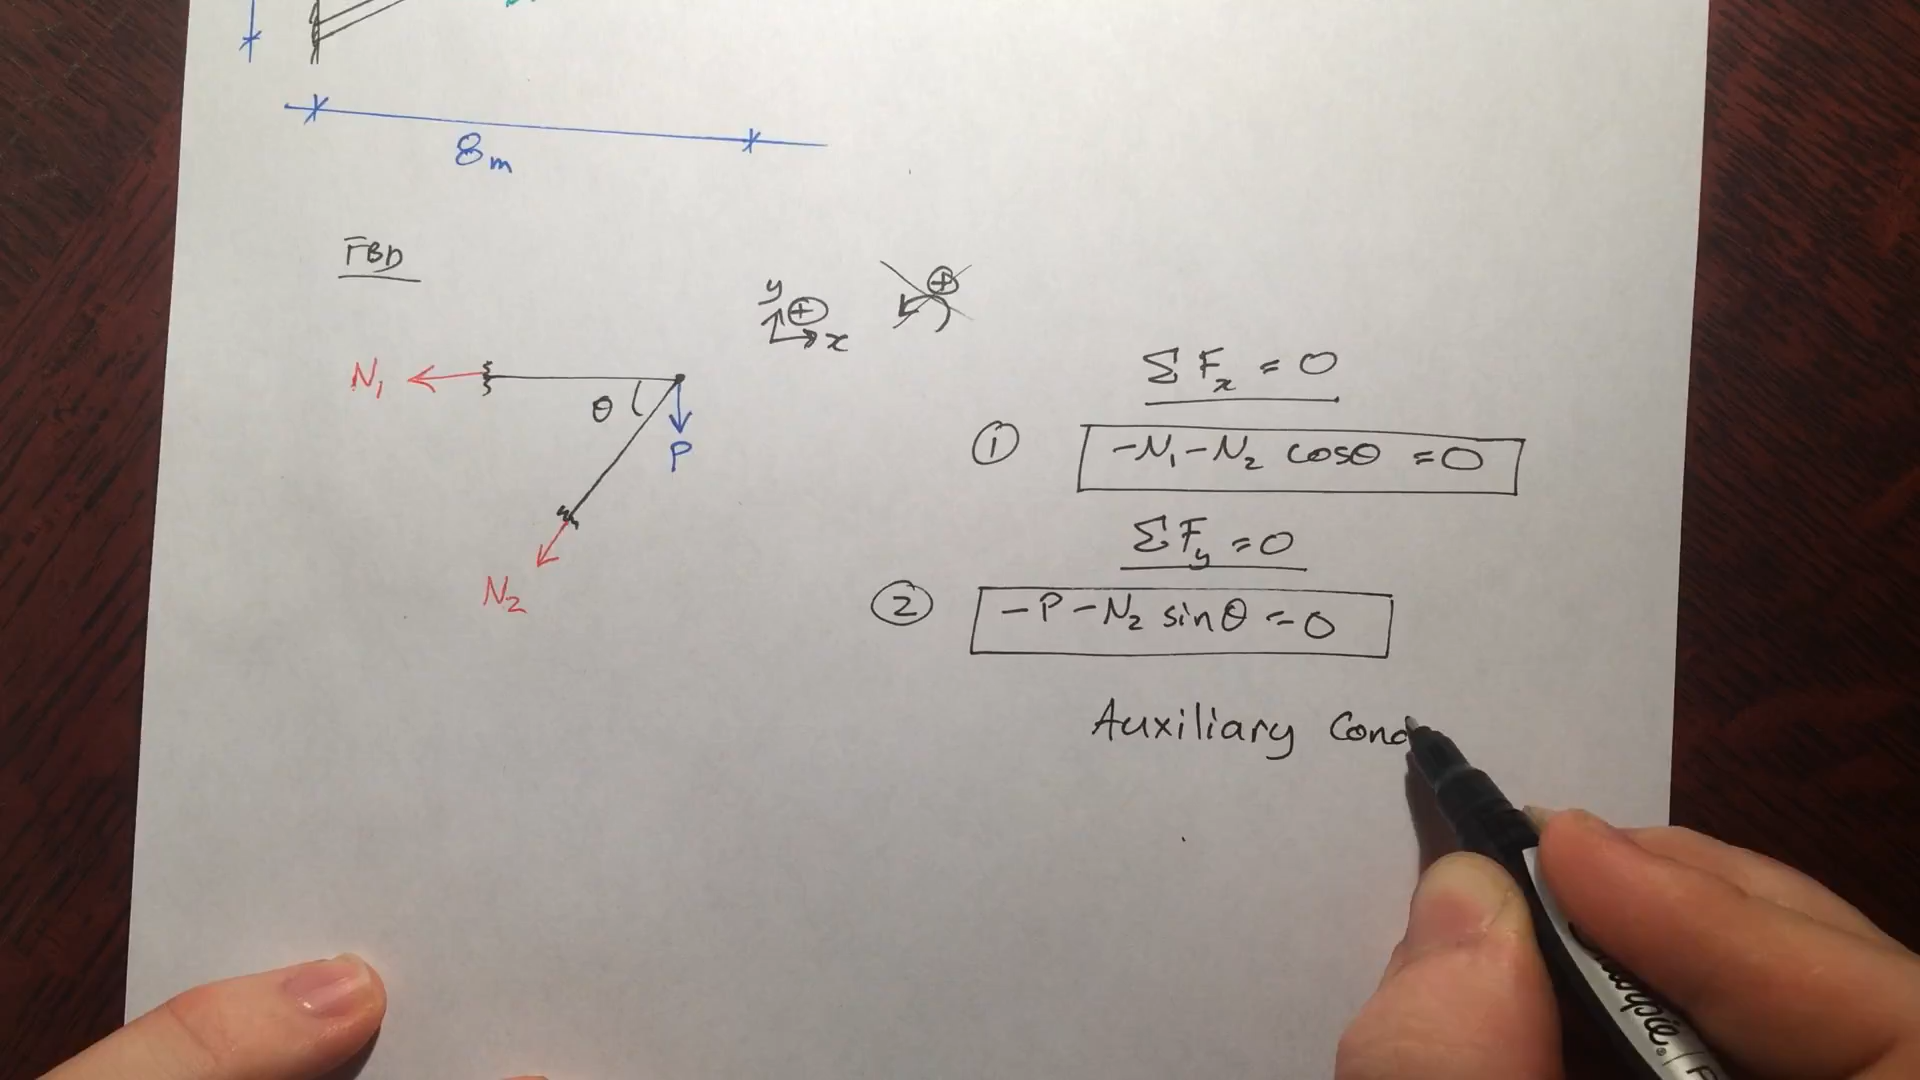 8m
FBD
y
⊕
x
⊕
N₁
θ
P
N₂
ΣFₓ = 0
① -N₁-N₂ cosθ =0
ΣFy =0
② -P-N₂ sinθ =0
Auxiliary Cond
Sharpie